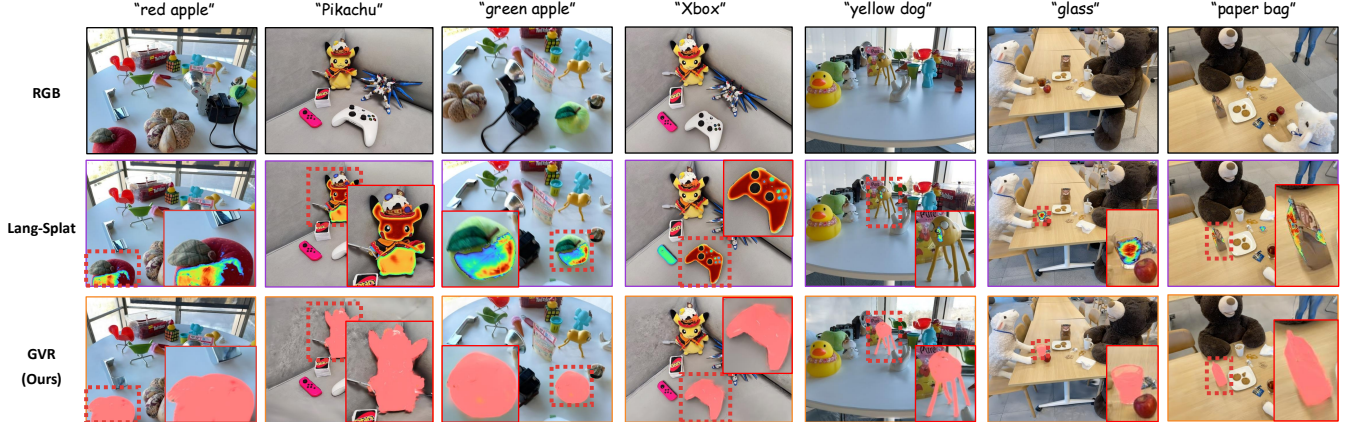 "red apple" "Pikachu" "green apple" "Xbox" "yellow dog" "glass" "paper bag"
RGB
Lang-Splat
GVR
(Ours)